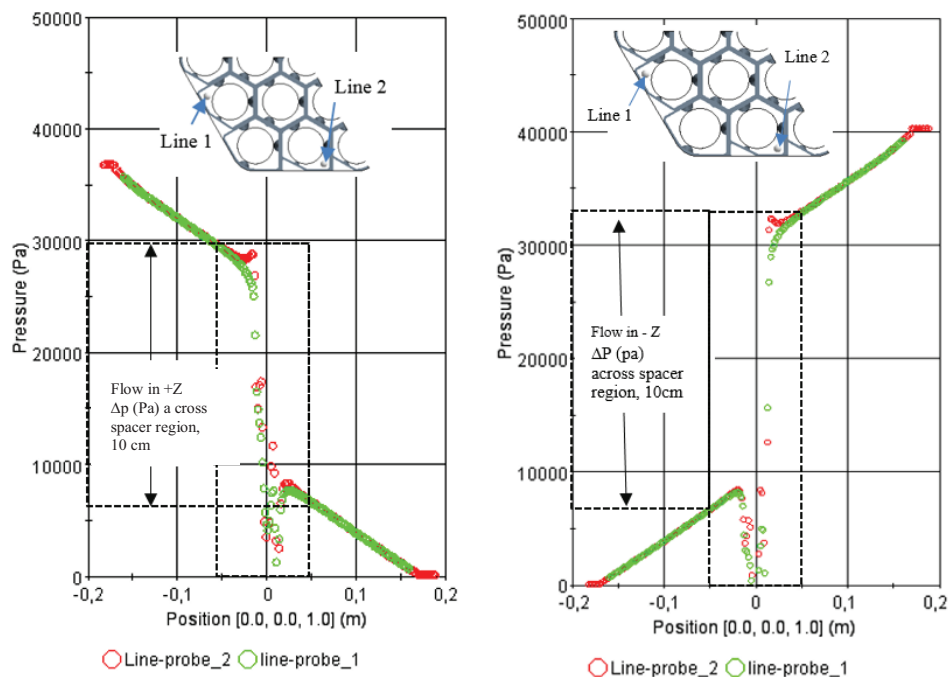 50000
40000
30000
20000
10000
0
Pressure (Pa)
Line 2
Line 1
Flow in +Z
Δp (Pa) a cross
spacer region,
10 cm
-0,2
-0,1
0
0,1
0,2
Position [0.0, 0.0, 1.0] (m)
Line-probe_2
line-probe_1
50000
40000
30000
20000
10000
0
Pressure (Pa)
Line 2
Line 1
Flow in - Z
ΔP (pa)
across spacer
region, 10cm
-0,2
-0,1
0
0,1
0,2
Position [0.0, 0.0, 1.0] (m)
Line-probe_2
line-probe_1